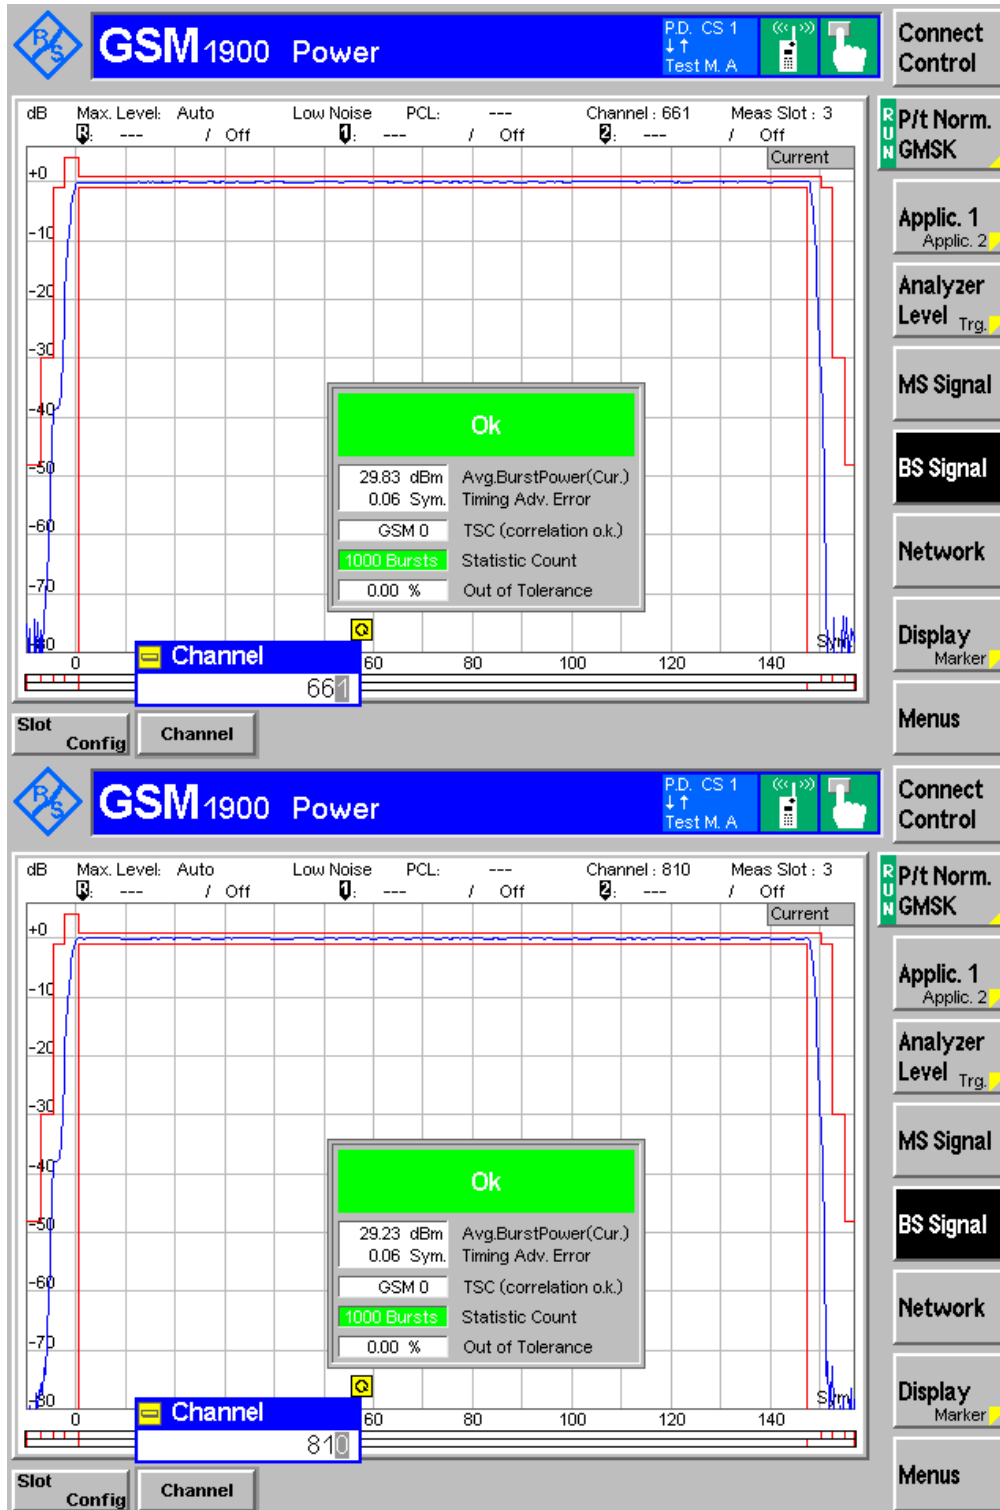 R/S
GSM 1900 Power
P.D. CS 1
Test M. A
Connect
Control
dB Max. Level: Auto Low Noise PCL: --- Channel : 661 Meas Slot : 3
R: --- / Off 1: --- / Off 2: --- / Off
RUN
P/t Norm.
GMSK
Current
+0
-10
-20
-30
-40
-50
-60
-70
-80
Applic. 1
Applic. 2
Analyzer
Level Trg.
MS Signal
BS Signal
Network
Display
Marker
Menus
Ok
29.83 dBm Avg.BurstPower(Cur.)
0.06 Sym. Timing Adv. Error
GSM 0 TSC (correlation o.k.)
1000 Bursts Statistic Count
0.00 % Out of Tolerance
Sym
0 60 80 100 120 140
Channel
661
Slot
Config
Channel
R/S
GSM 1900 Power
P.D. CS 1
Test M. A
Connect
Control
dB Max. Level: Auto Low Noise PCL: --- Channel : 810 Meas Slot : 3
R: --- / Off 1: --- / Off 2: --- / Off
RUN
P/t Norm.
GMSK
Current
+0
-10
-20
-30
-40
-50
-60
-70
-80
Applic. 1
Applic. 2
Analyzer
Level Trg.
MS Signal
BS Signal
Network
Display
Marker
Menus
Ok
29.23 dBm Avg.BurstPower(Cur.)
0.06 Sym. Timing Adv. Error
GSM 0 TSC (correlation o.k.)
1000 Bursts Statistic Count
0.00 % Out of Tolerance
Sym
0 60 80 100 120 140
Channel
810
Slot
Config
Channel